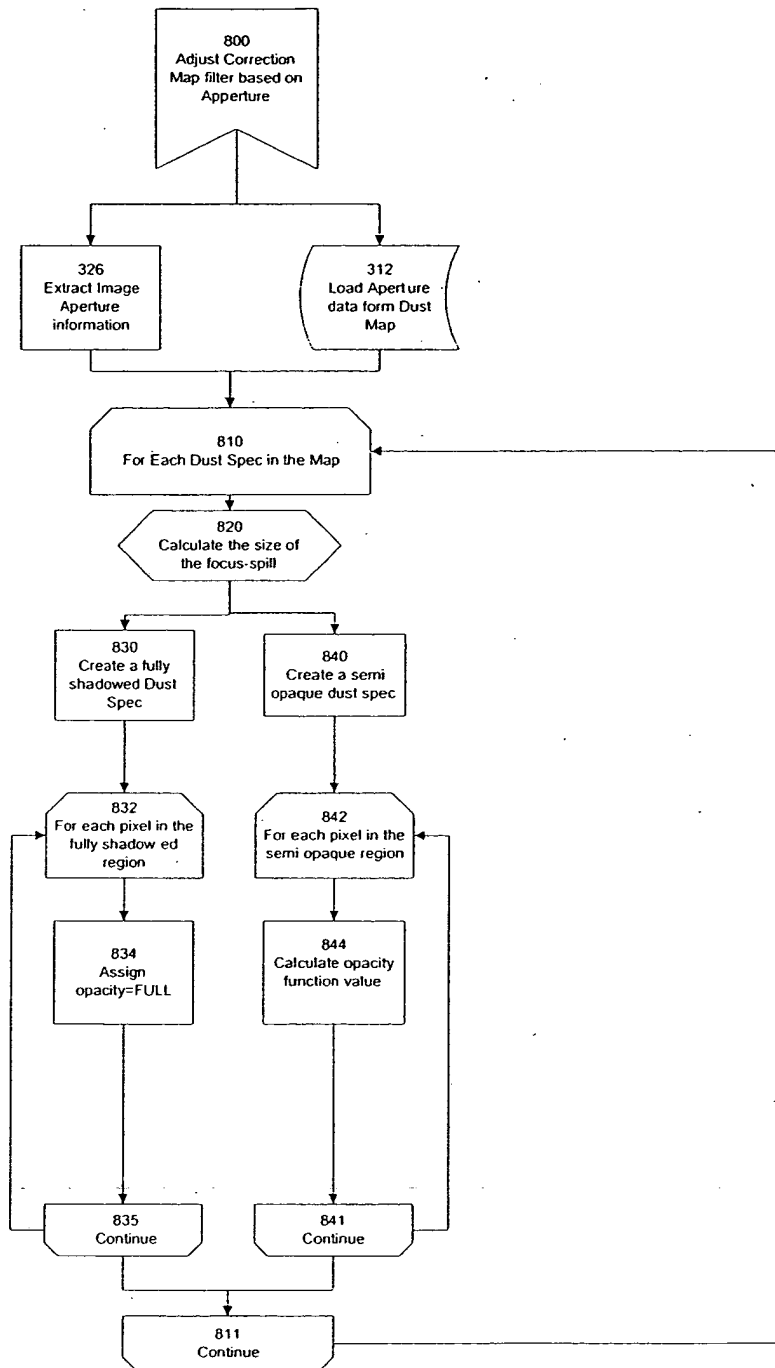 800
Adjust Correction
Map filter based on
Apperture
326
Extract Image
Aperture
information
312
Load Aperture
data form Dust
Map
810
For Each Dust Spec in the Map
820
Calculate the size of
the focus-spill
830
Create a fully
shadowed Dust
Spec
840
Create a semi
opaque dust spec
832
For each pixel in the
fully shadow ed
region
842
For each pixel in the
semi opaque region
834
Assign
opacity=FULL
844
Calculate opacity
function value
835
Continue
841
Continue
811
Continue